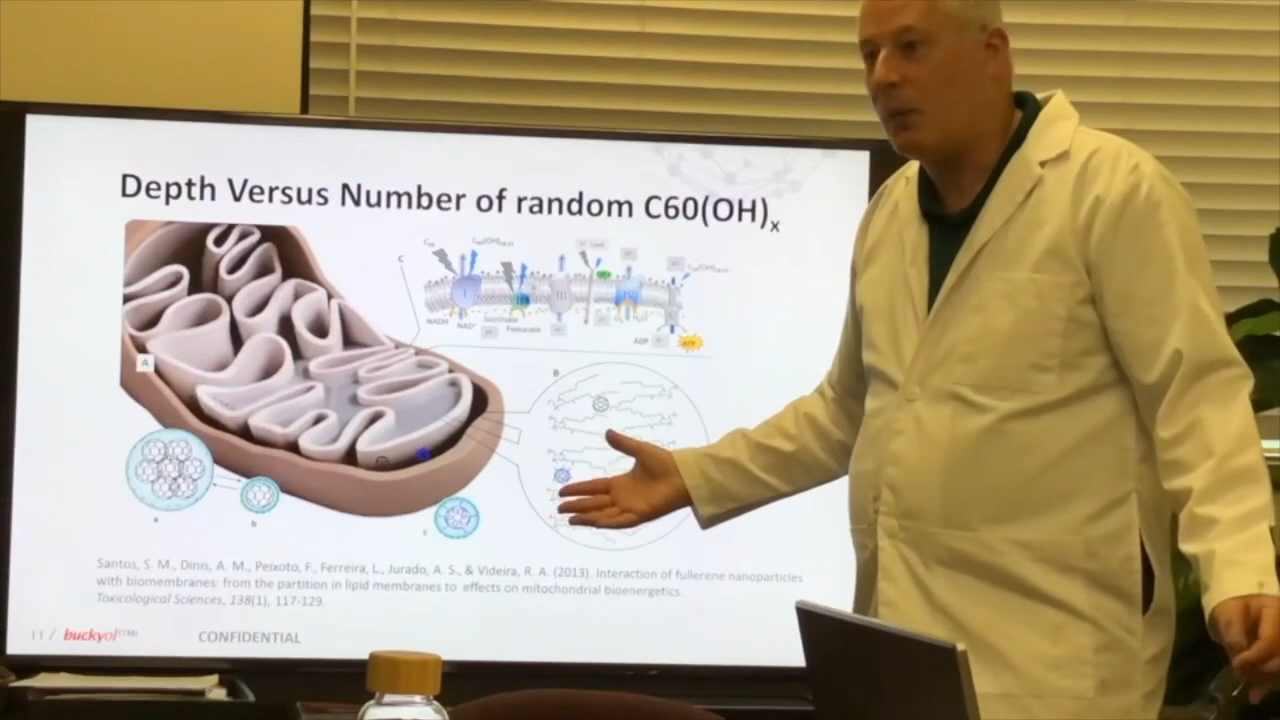 Depth Versus Number of random C60(OH)x
C
I
III
NADH
NAD⁺
Succinate
Fumarate
ADP
ATP
A
B
a
b
c
Santos, S. M., Dinis, A. M., Peixoto, F., Ferreira, L., Jurado, A. S., & Videira, R. A. (2013). Interaction of fullerene nanoparticles
with biomembranes: from the partition in lipid membranes to effects on mitochondrial bioenergetics.
Toxicological Sciences, 138(1), 117-129.
11 / buckyol(TM) CONFIDENTIAL